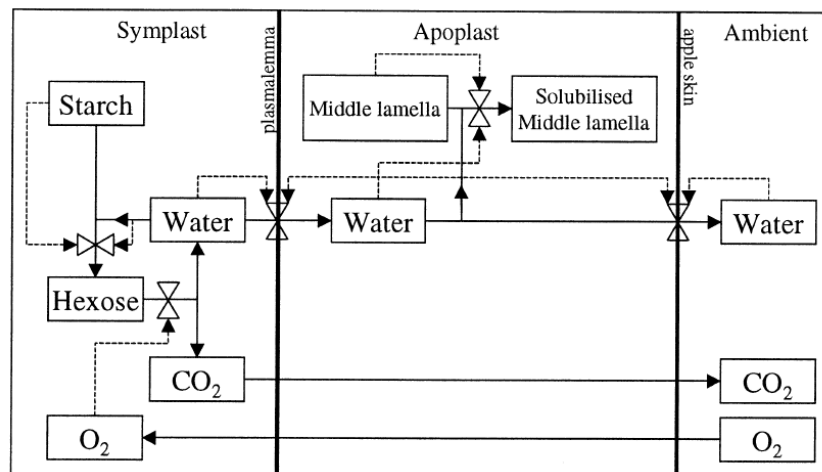 Symplast
Apoplast
Ambient
plasmalemma
apple skin
Starch
Middle lamella
Solubilised
Middle lamella
Water
Water
Water
Hexose
CO₂
CO₂
O₂
O₂